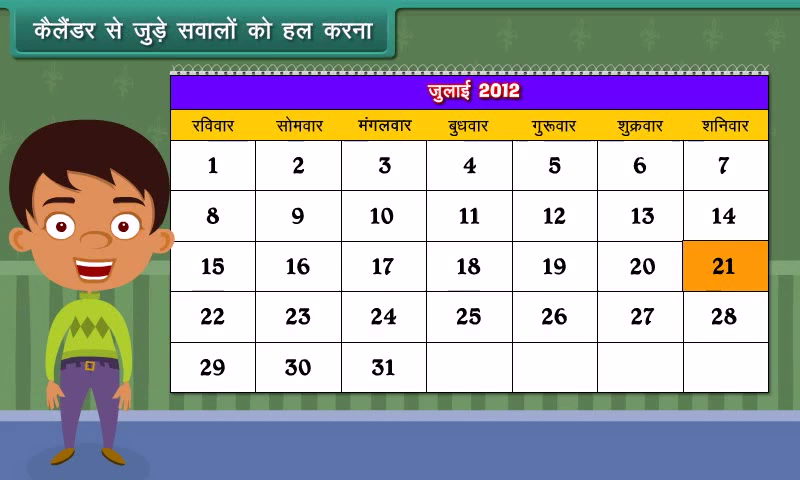 कैलैंडर से जुड़े सवालों को हल करना
जुलाई 2012
रविवार सोमवार मंगलवार बुधवार गुरूवार शुक्रवार शनिवार
1 2 3 4 5 6 7
8 9 10 11 12 13 14
15 16 17 18 19 20 21
22 23 24 25 26 27 28
29 30 31